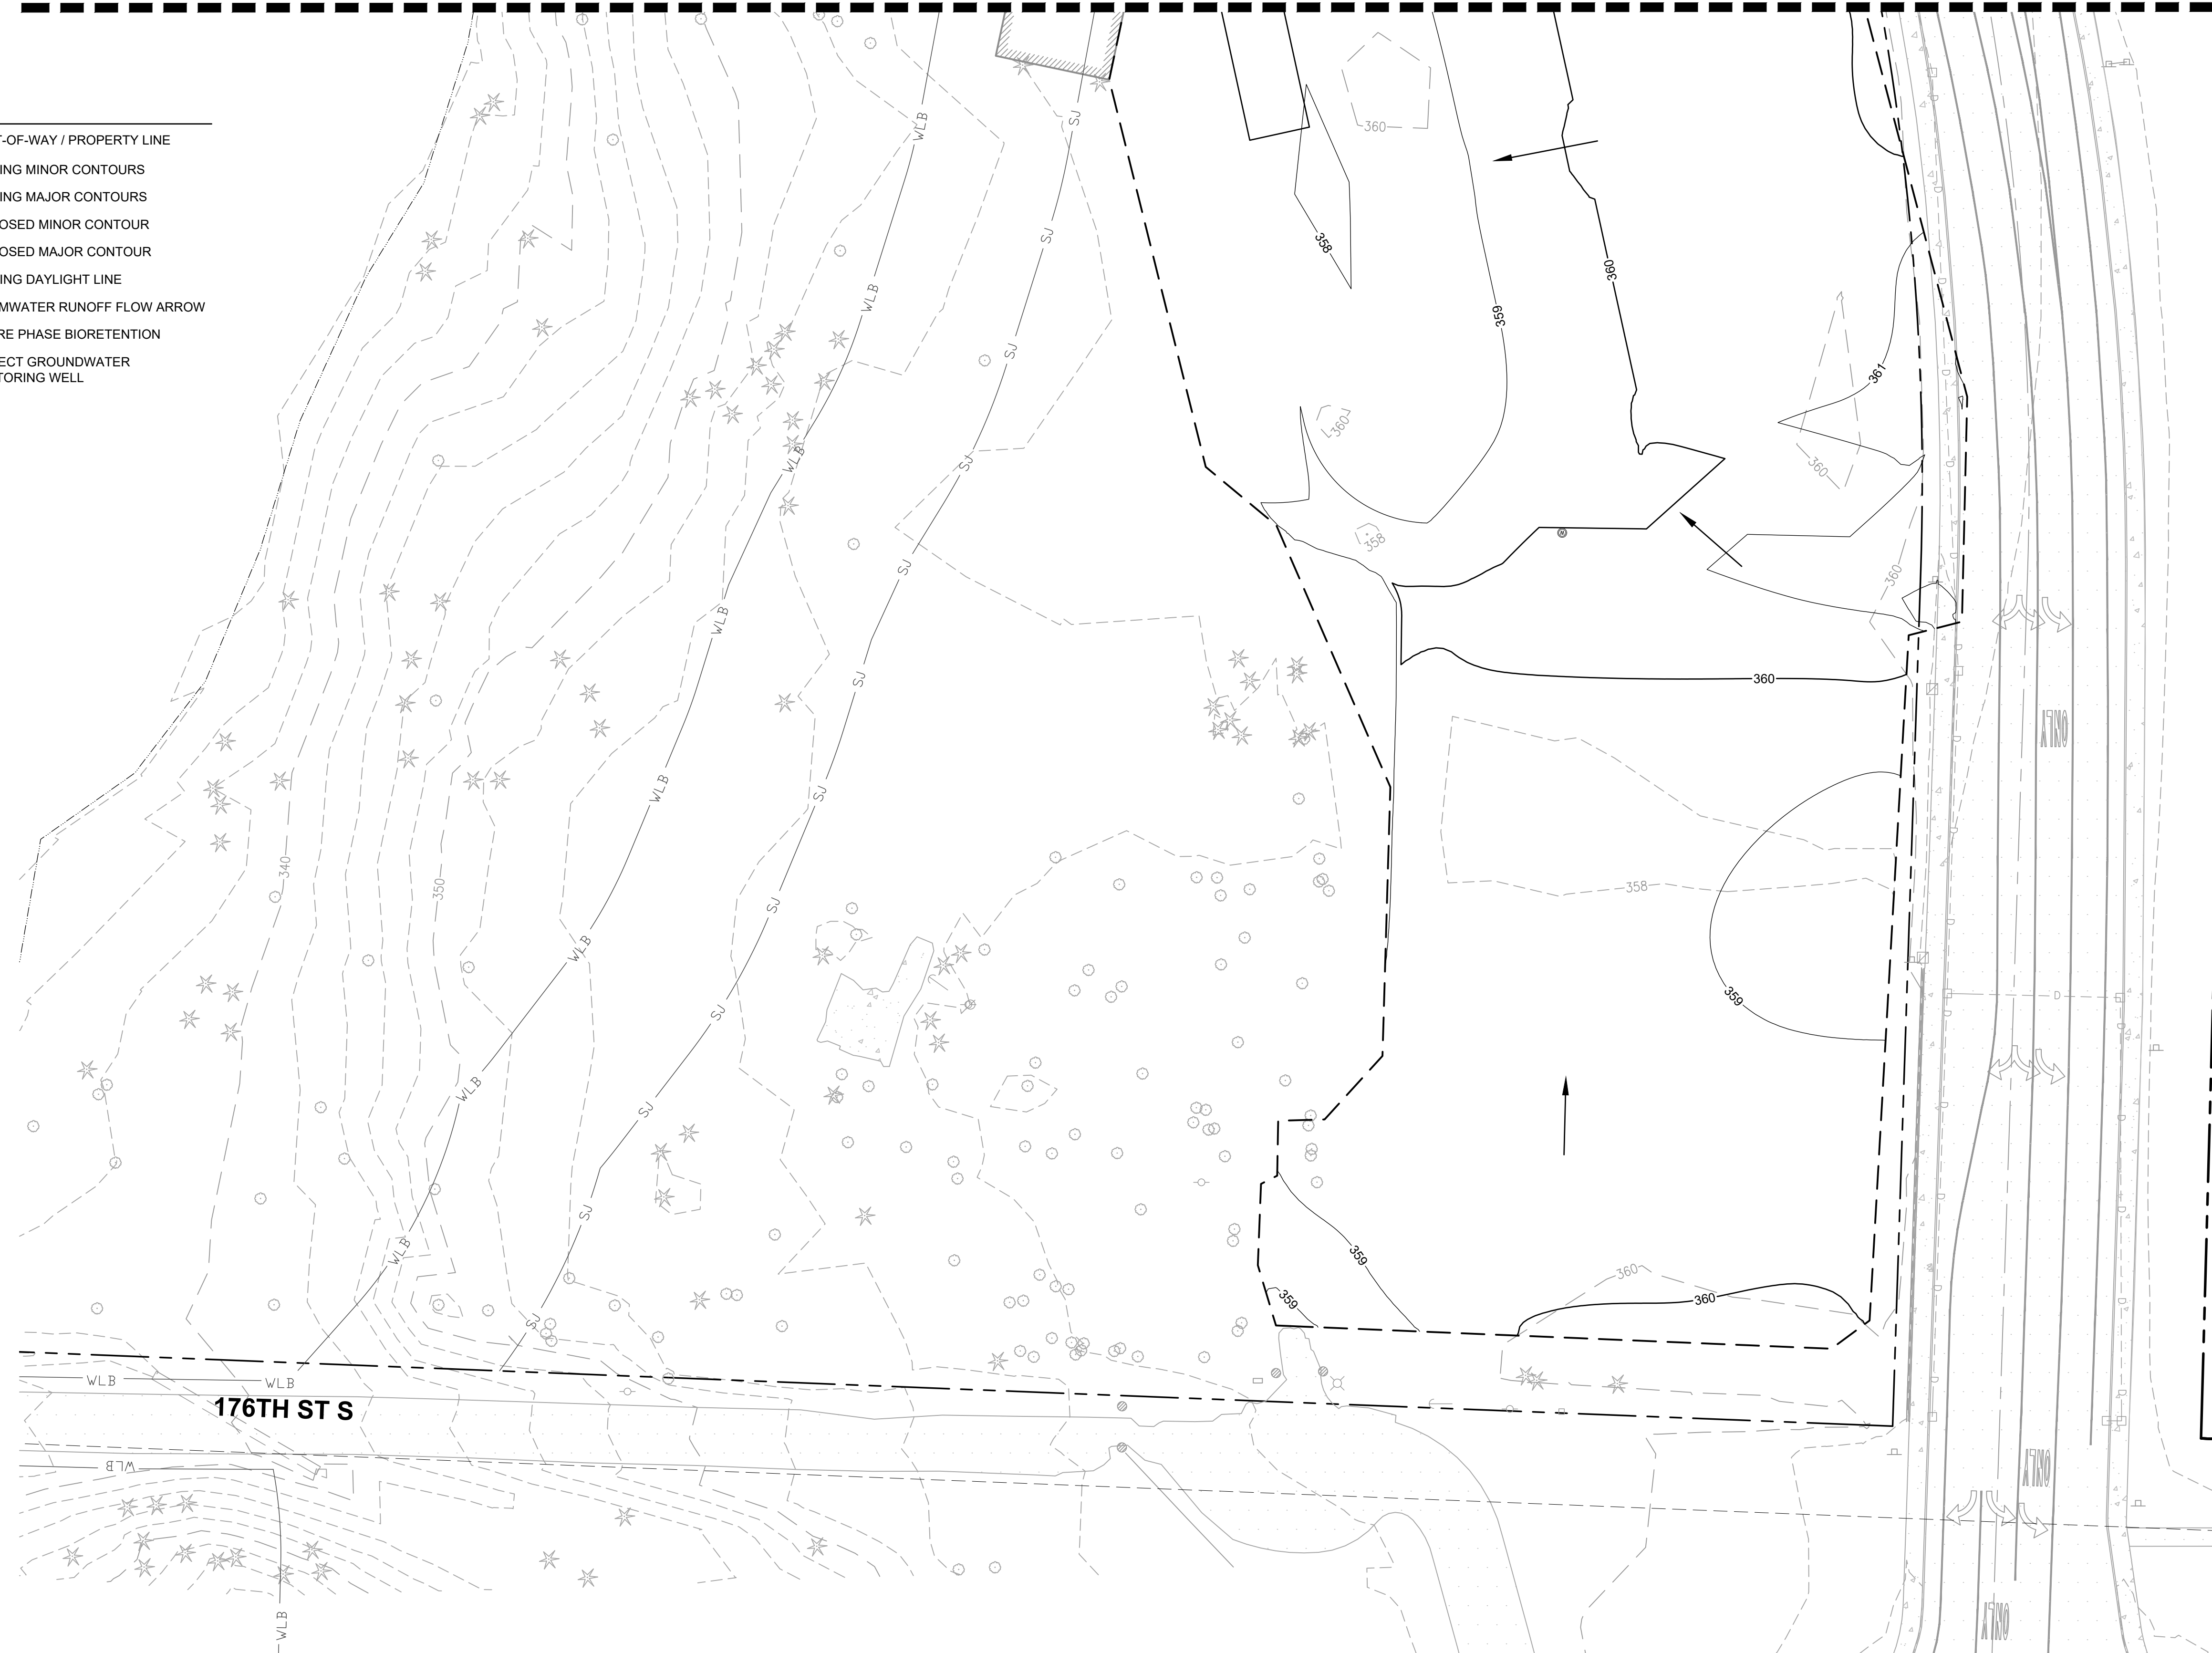 T-OF-WAY / PROPERTY LINE
ING MINOR CONTOURS
ING MAJOR CONTOURS
OSED MINOR CONTOUR
OSED MAJOR CONTOUR
ING DAYLIGHT LINE
MWATER RUNOFF FLOW ARROW
RE PHASE BIORETENTION
ECT GROUNDWATER
TORING WELL
WLB
SJ
360
358
WLB
SJ
359
360
SJ
361
360
WLB
SJ
360
358
SJ
360
WLB
SJ
360
ONLY
WLB
SJ
340
350
358
SJ
WLB
359
D
SJ
WLB
SJ
SJ
WLB
359
360
359
360
SJ
WLB
WLB
176TH ST S
WLB
ONLY
WLB
ONLY